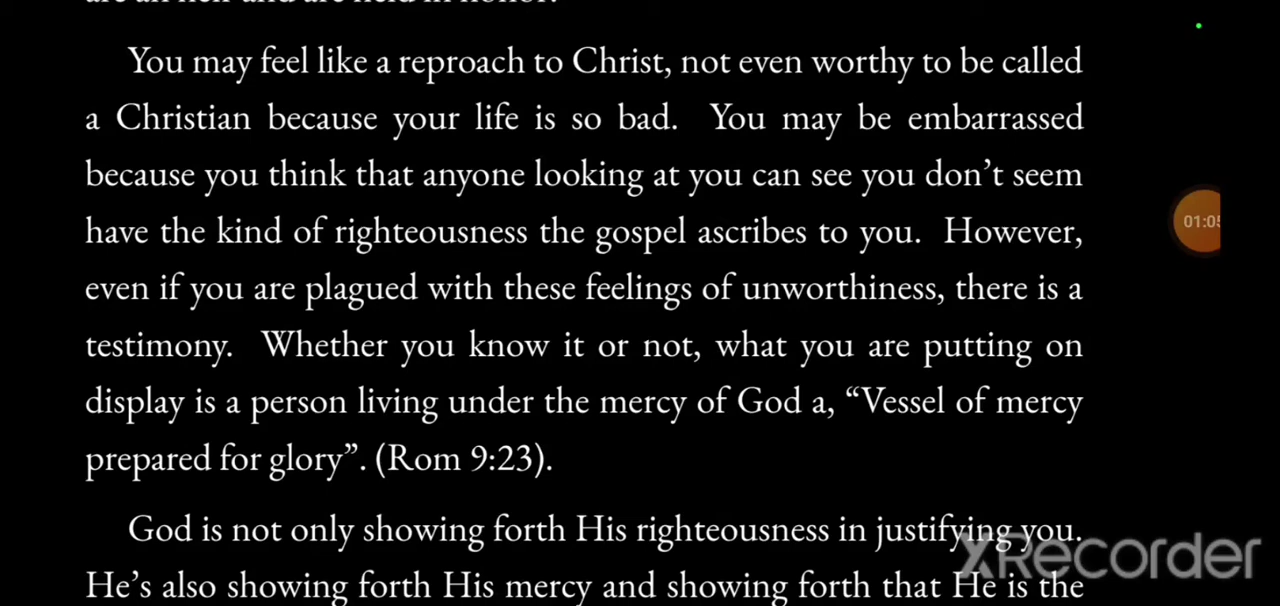 You may feel like a reproach to Christ, not even worthy to be called
a Christian because your life is so bad. You may be embarrassed
because you think that anyone looking at you can see you don’t seem
have the kind of righteousness the gospel ascribes to you. However,
even if you are plagued with these feelings of unworthiness, there is a
testimony. Whether you know it or not, what you are putting on
display is a person living under the mercy of God a, “Vessel of mercy
prepared for glory”. (Rom 9:23).
God is not only showing forth His righteousness in justifying you.
He’s also showing forth His mercy and showing forth that He is the
01:05
XRecorder